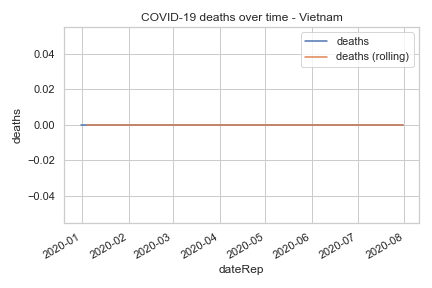 COVID-19 deaths over time - Vietnam
deaths
deaths (rolling)
0.04
0.02
0.00
−0.02
−0.04
deaths
2020-01
2020-02
2020-03
2020-04
2020-05
2020-06
2020-07
2020-08
dateRep